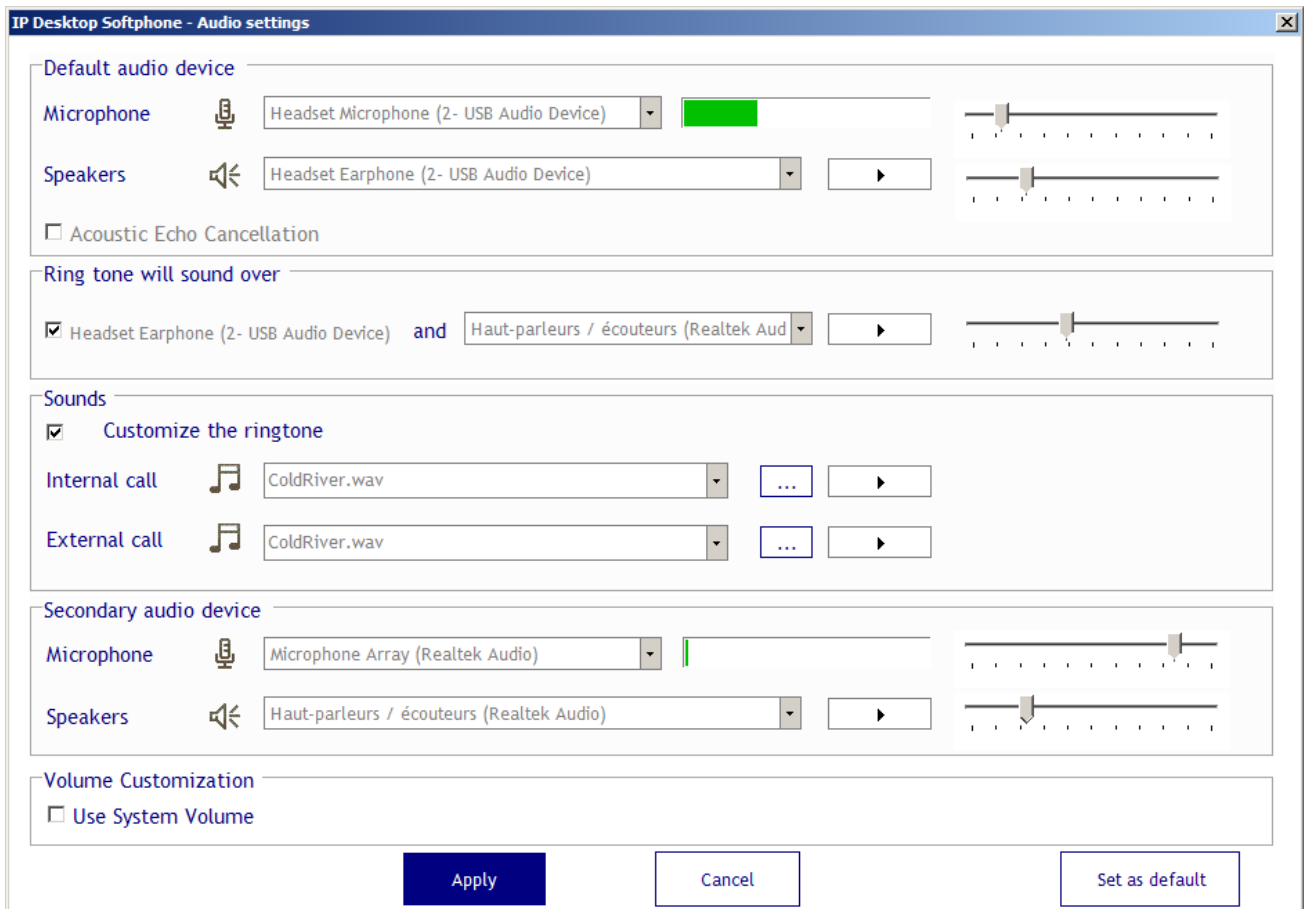 IP Desktop Softphone - Audio settings
Default audio device
Microphone Headset Microphone (2- USB Audio Device)
Speakers Headset Earphone (2- USB Audio Device)
Acoustic Echo Cancellation
Ring tone will sound over
Headset Earphone (2- USB Audio Device) and Haut-parleurs / écouteurs (Realtek Aud
Sounds
Customize the ringtone
Internal call ColdRiver.wav ...
External call ColdRiver.wav ...
Secondary audio device
Microphone Microphone Array (Realtek Audio)
Speakers Haut-parleurs / écouteurs (Realtek Audio)
Volume Customization
Use System Volume
Apply Cancel Set as default